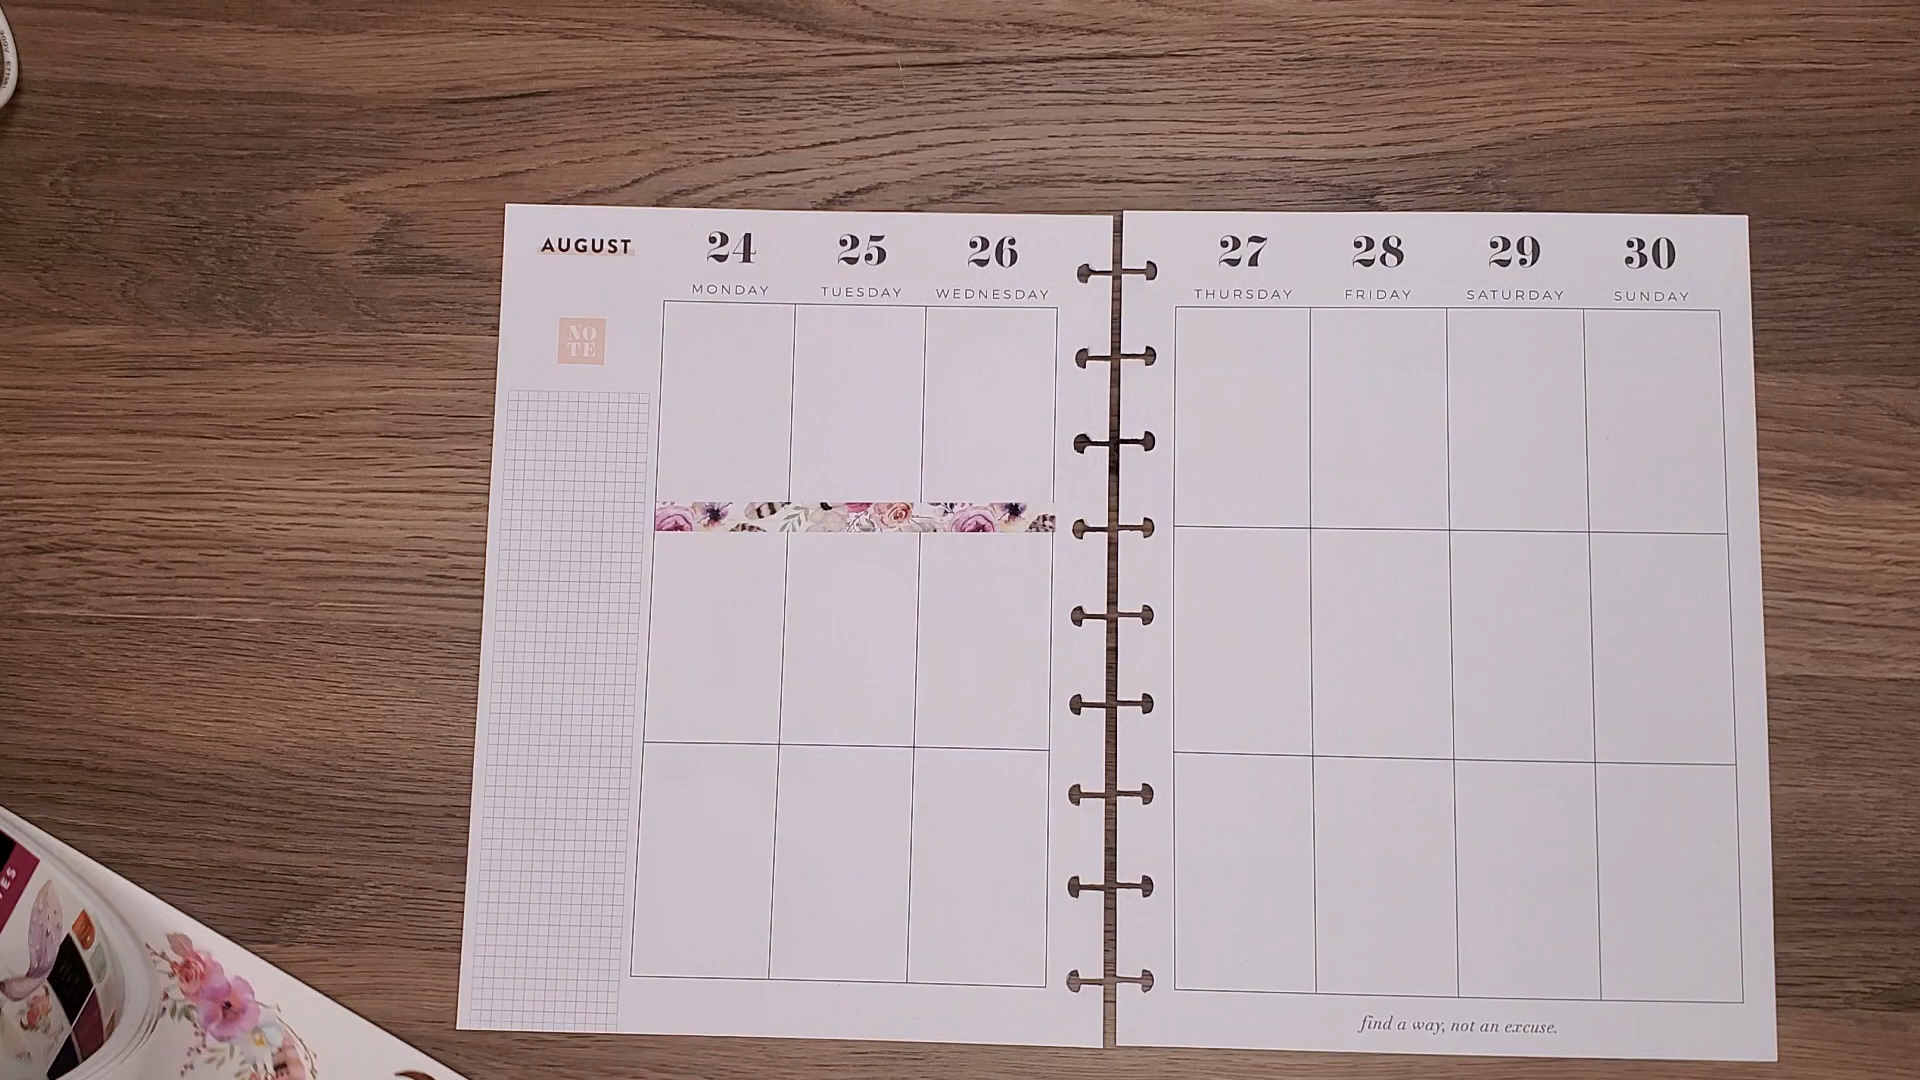 AUGUST
24 25 26
MONDAY TUESDAY WEDNESDAY
27 28 29 30
THURSDAY FRIDAY SATURDAY SUNDAY
NO
TE
find a way, not an excuse.